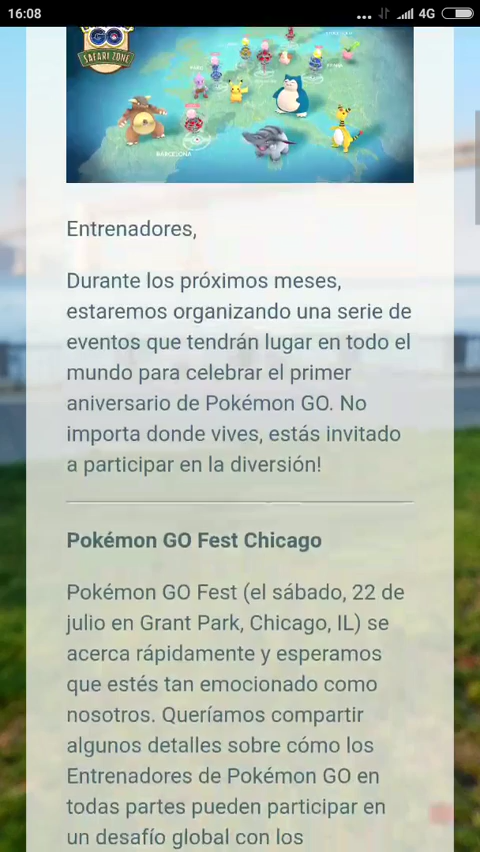 16:08
4G
GO
SAFARI ZONE
BARCELONA
Entrenadores,
Durante los próximos meses,
estaremos organizando una serie de
eventos que tendrán lugar en todo el
mundo para celebrar el primer
aniversario de Pokémon GO. No
importa donde vives, estás invitado
a participar en la diversión!
Pokémon GO Fest Chicago
Pokémon GO Fest (el sábado, 22 de
julio en Grant Park, Chicago, IL) se
acerca rápidamente y esperamos
que estés tan emocionado como
nosotros. Queríamos compartir
algunos detalles sobre cómo los
Entrenadores de Pokémon GO en
todas partes pueden participar en
un desafío global con los